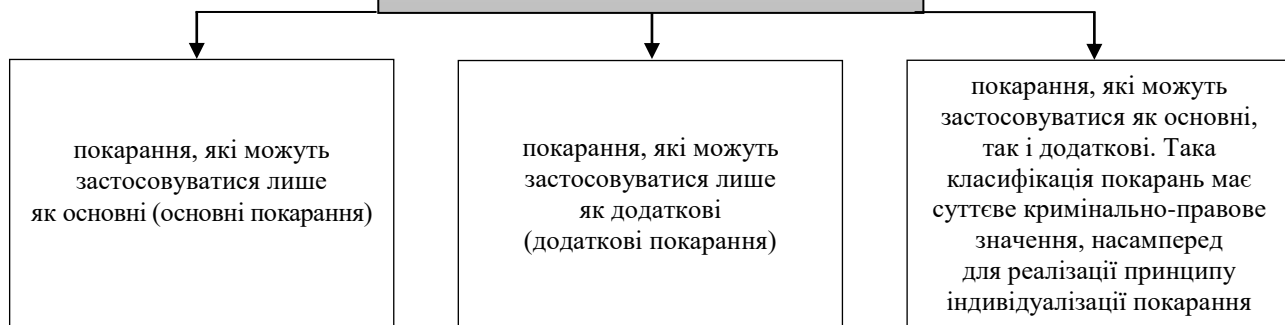 покарання, які можуть
застосовуватися лише
як основні (основні покарання)
покарання, які можуть
застосовуватися лише
як додаткові
(додаткові покарання)
покарання, які можуть
застосовуватися як основні,
так і додаткові. Така
класифікація покарань має
суттєве кримінально-правове
значення, насамперед
для реалізації принципу
індивідуалізації покарання